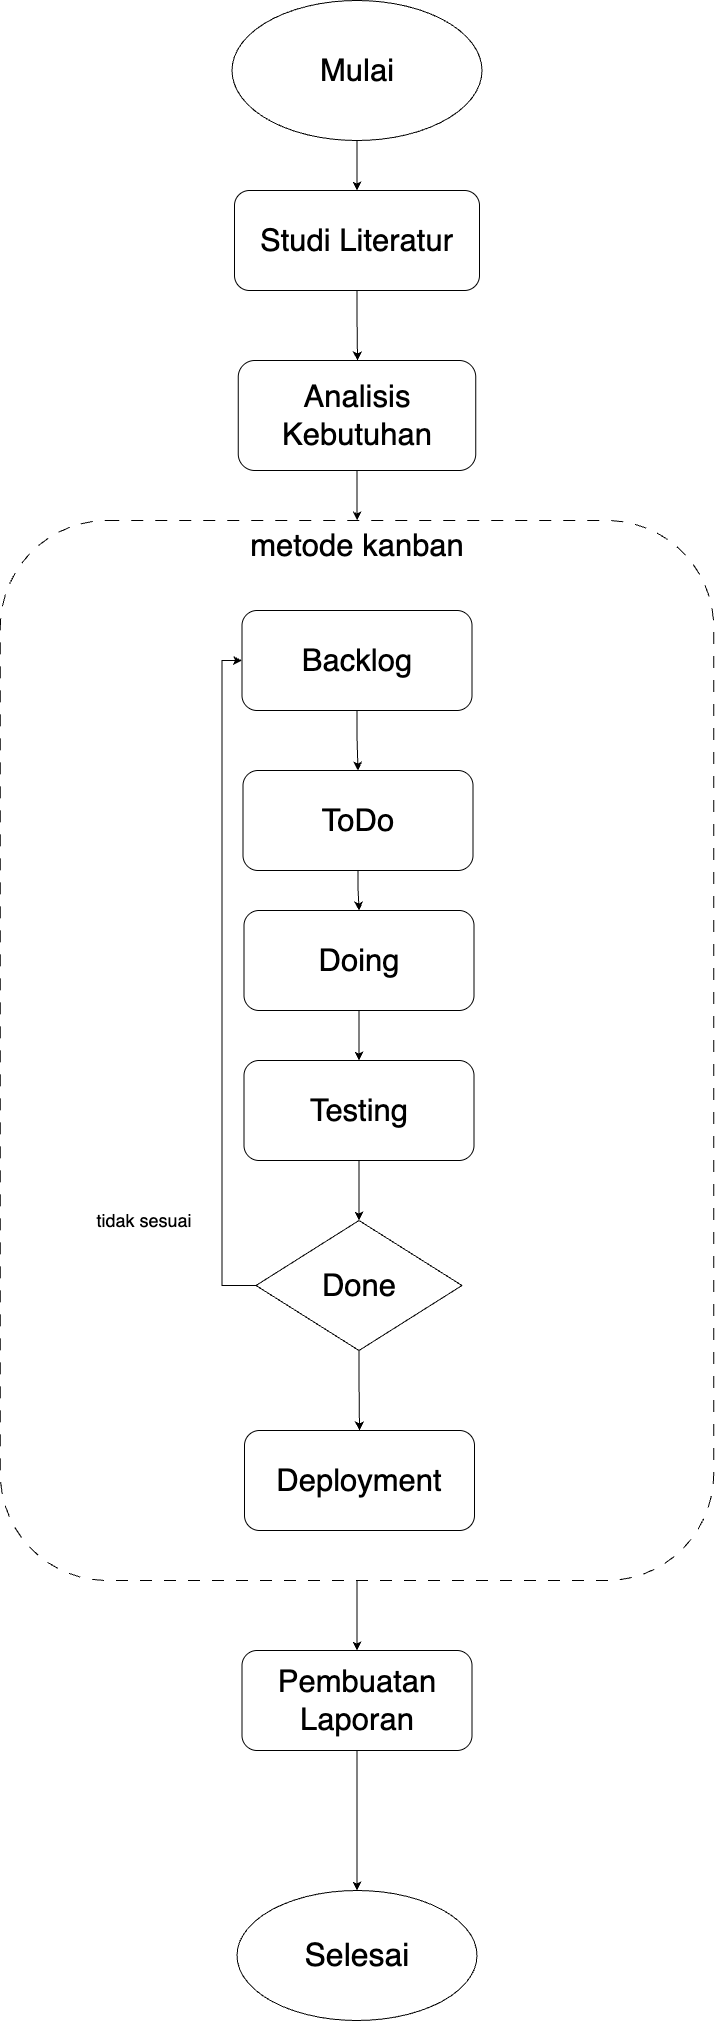 Mulai
Studi Literatur
Analisis
Kebutuhan
metode kanban
Backlog
ToDo
Doing
Testing
tidak sesuai
Done
Deployment
Pembuatan
Laporan
Selesai